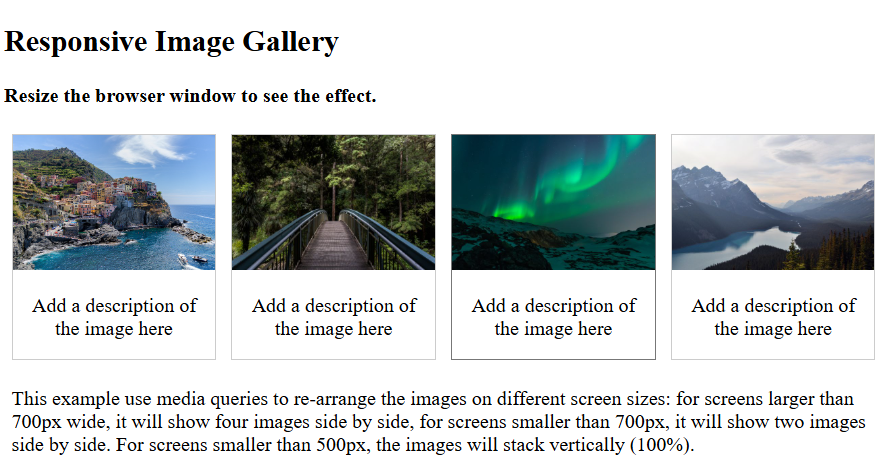 Responsive Image Gallery
Resize the browser window to see the effect.
Add a description of
the image here
Add a description of
the image here
Add a description of
the image here
Add a description of
the image here
This example use media queries to re-arrange the images on different screen sizes: for screens larger than
700px wide, it will show four images side by side, for screens smaller than 700px, it will show two images
side by side. For screens smaller than 500px, the images will stack vertically (100%).